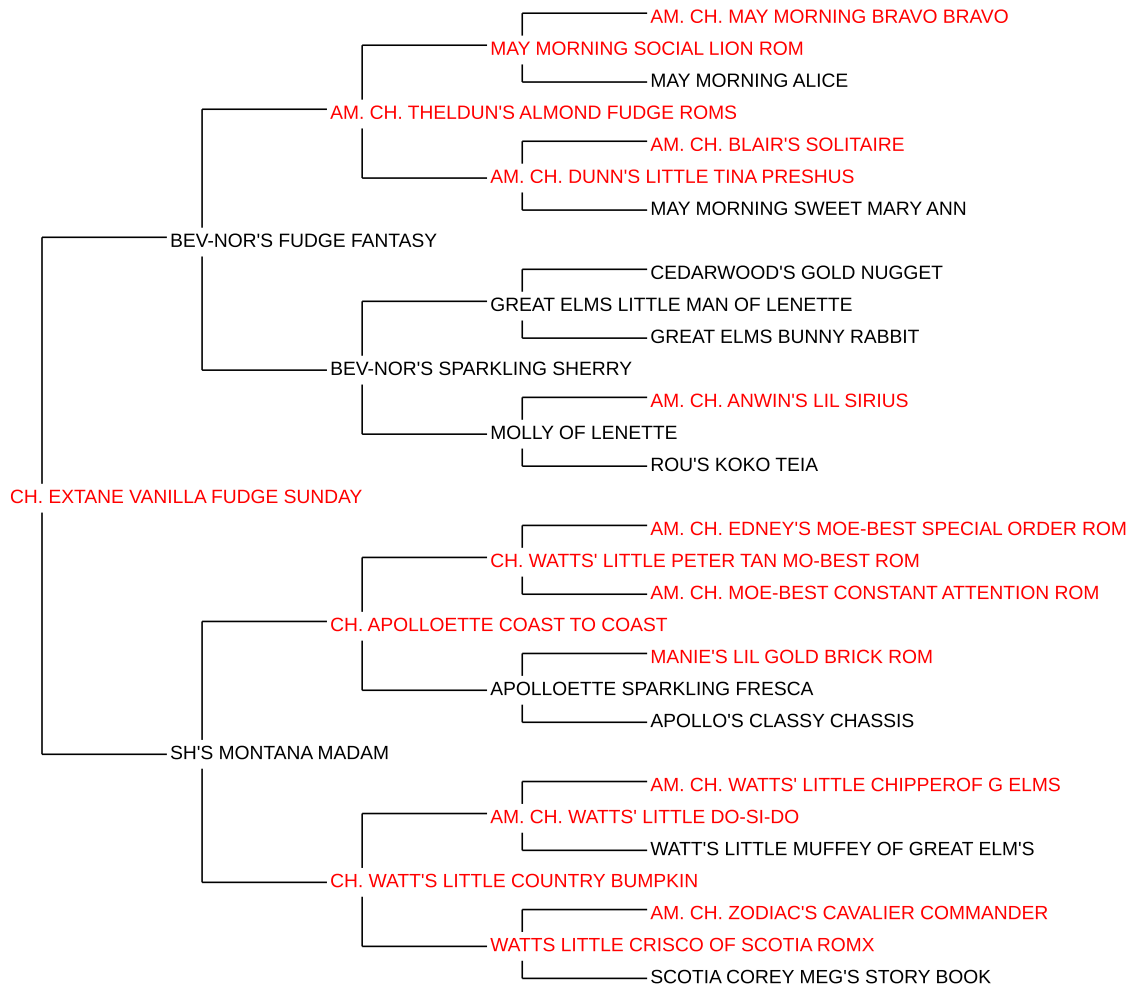 AM. CH. MAY MORNING BRAVO BRAVO
MAY MORNING SOCIAL LION ROM
MAY MORNING ALICE
AM. CH. THELDUN'S ALMOND FUDGE ROMS
AM. CH. BLAIR'S SOLITAIRE
AM. CH. DUNN'S LITTLE TINA PRESHUS
MAY MORNING SWEET MARY ANN
BEV-NOR'S FUDGE FANTASY
CEDARWOOD'S GOLD NUGGET
GREAT ELMS LITTLE MAN OF LENETTE
GREAT ELMS BUNNY RABBIT
BEV-NOR'S SPARKLING SHERRY
AM. CH. ANWIN'S LIL SIRIUS
MOLLY OF LENETTE
ROU'S KOKO TEIA
CH. EXTANE VANILLA FUDGE SUNDAY
AM. CH. EDNEY'S MOE-BEST SPECIAL ORDER ROM
CH. WATTS' LITTLE PETER TAN MO-BEST ROM
AM. CH. MOE-BEST CONSTANT ATTENTION ROM
CH. APOLLOETTE COAST TO COAST
MANIE'S LIL GOLD BRICK ROM
APOLLOETTE SPARKLING FRESCA
APOLLO'S CLASSY CHASSIS
SH'S MONTANA MADAM
AM. CH. WATTS' LITTLE CHIPPEROF G ELMS
AM. CH. WATTS' LITTLE DO-SI-DO
WATT'S LITTLE MUFFEY OF GREAT ELM'S
CH. WATT'S LITTLE COUNTRY BUMPKIN
AM. CH. ZODIAC'S CAVALIER COMMANDER
WATTS LITTLE CRISCO OF SCOTIA ROMX
SCOTIA COREY MEG'S STORY BOOK